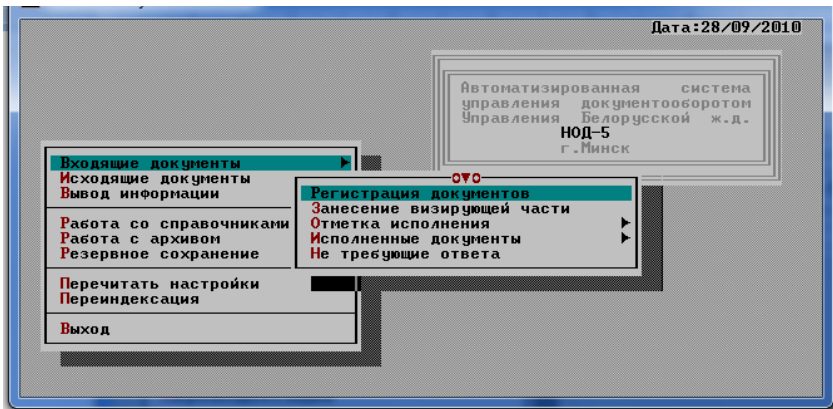 Дата:28/09/2010
Автоматизированная система
управления документооборотом
Управления Белорусской ж.д.
НОД-5
г.Минск
Входящие документы
Исходящие документы
Вывод информации
Работа со справочниками
Работа с архивом
Резервное сохранение
Перечитать настройки
Переиндексация
Выход
Регистрация документов
Занесение визирующей части
Отметка исполнения
Исполненные документы
Не требующие ответа